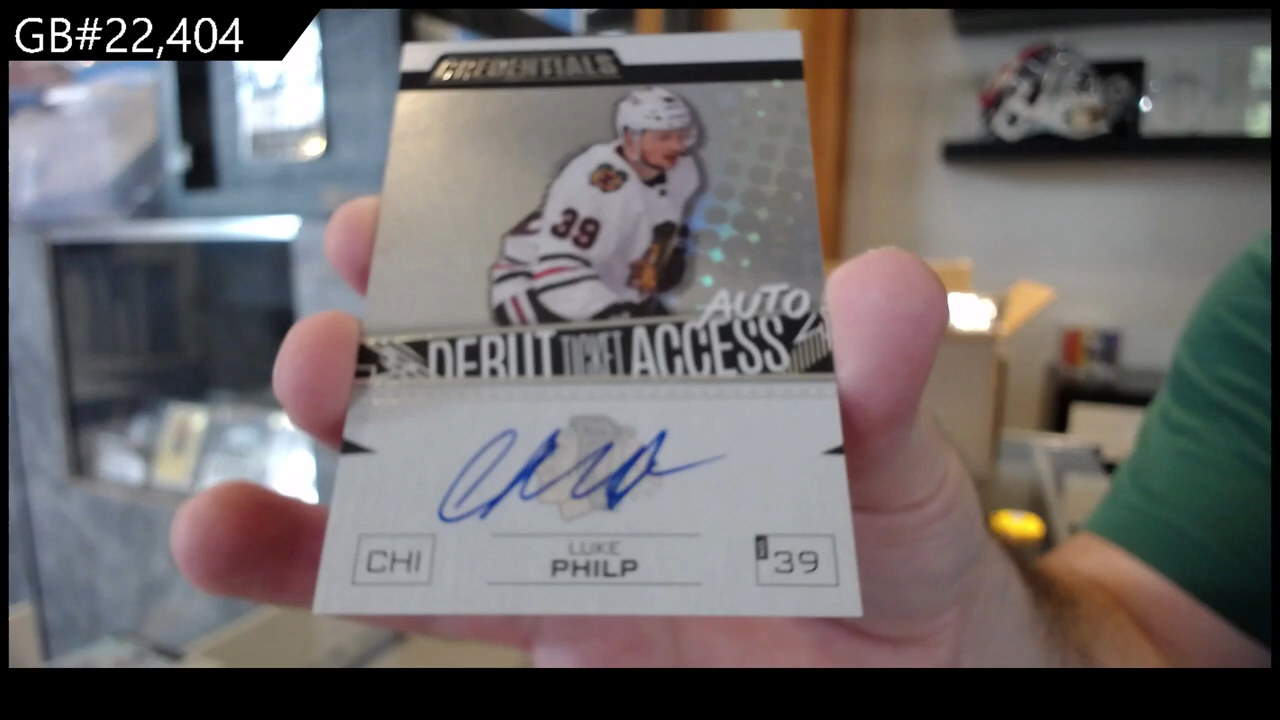 GB#22,404
CREDENTIALS
39
AUTO
DEBUT TICKET ACCESS
CHI
LUKE
PHILP
39